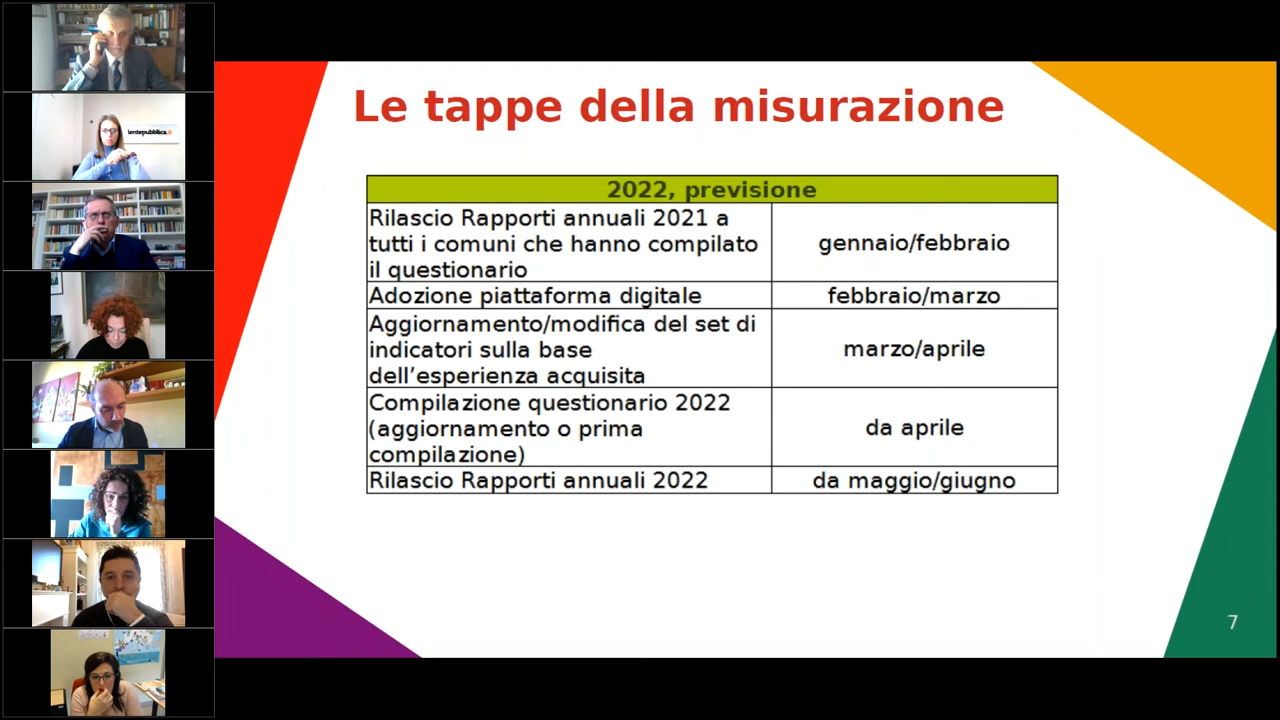 lentepubblica.it
Le tappe della misurazione
2022, previsione
Rilascio Rapporti annuali 2021 a
tutti i comuni che hanno compilato
il questionario
gennaio/febbraio
Adozione piattaforma digitale
febbraio/marzo
Aggiornamento/modifica del set di
indicatori sulla base
dell’esperienza acquisita
marzo/aprile
Compilazione questionario 2022
(aggiornamento o prima
compilazione)
da aprile
Rilascio Rapporti annuali 2022
da maggio/giugno
7